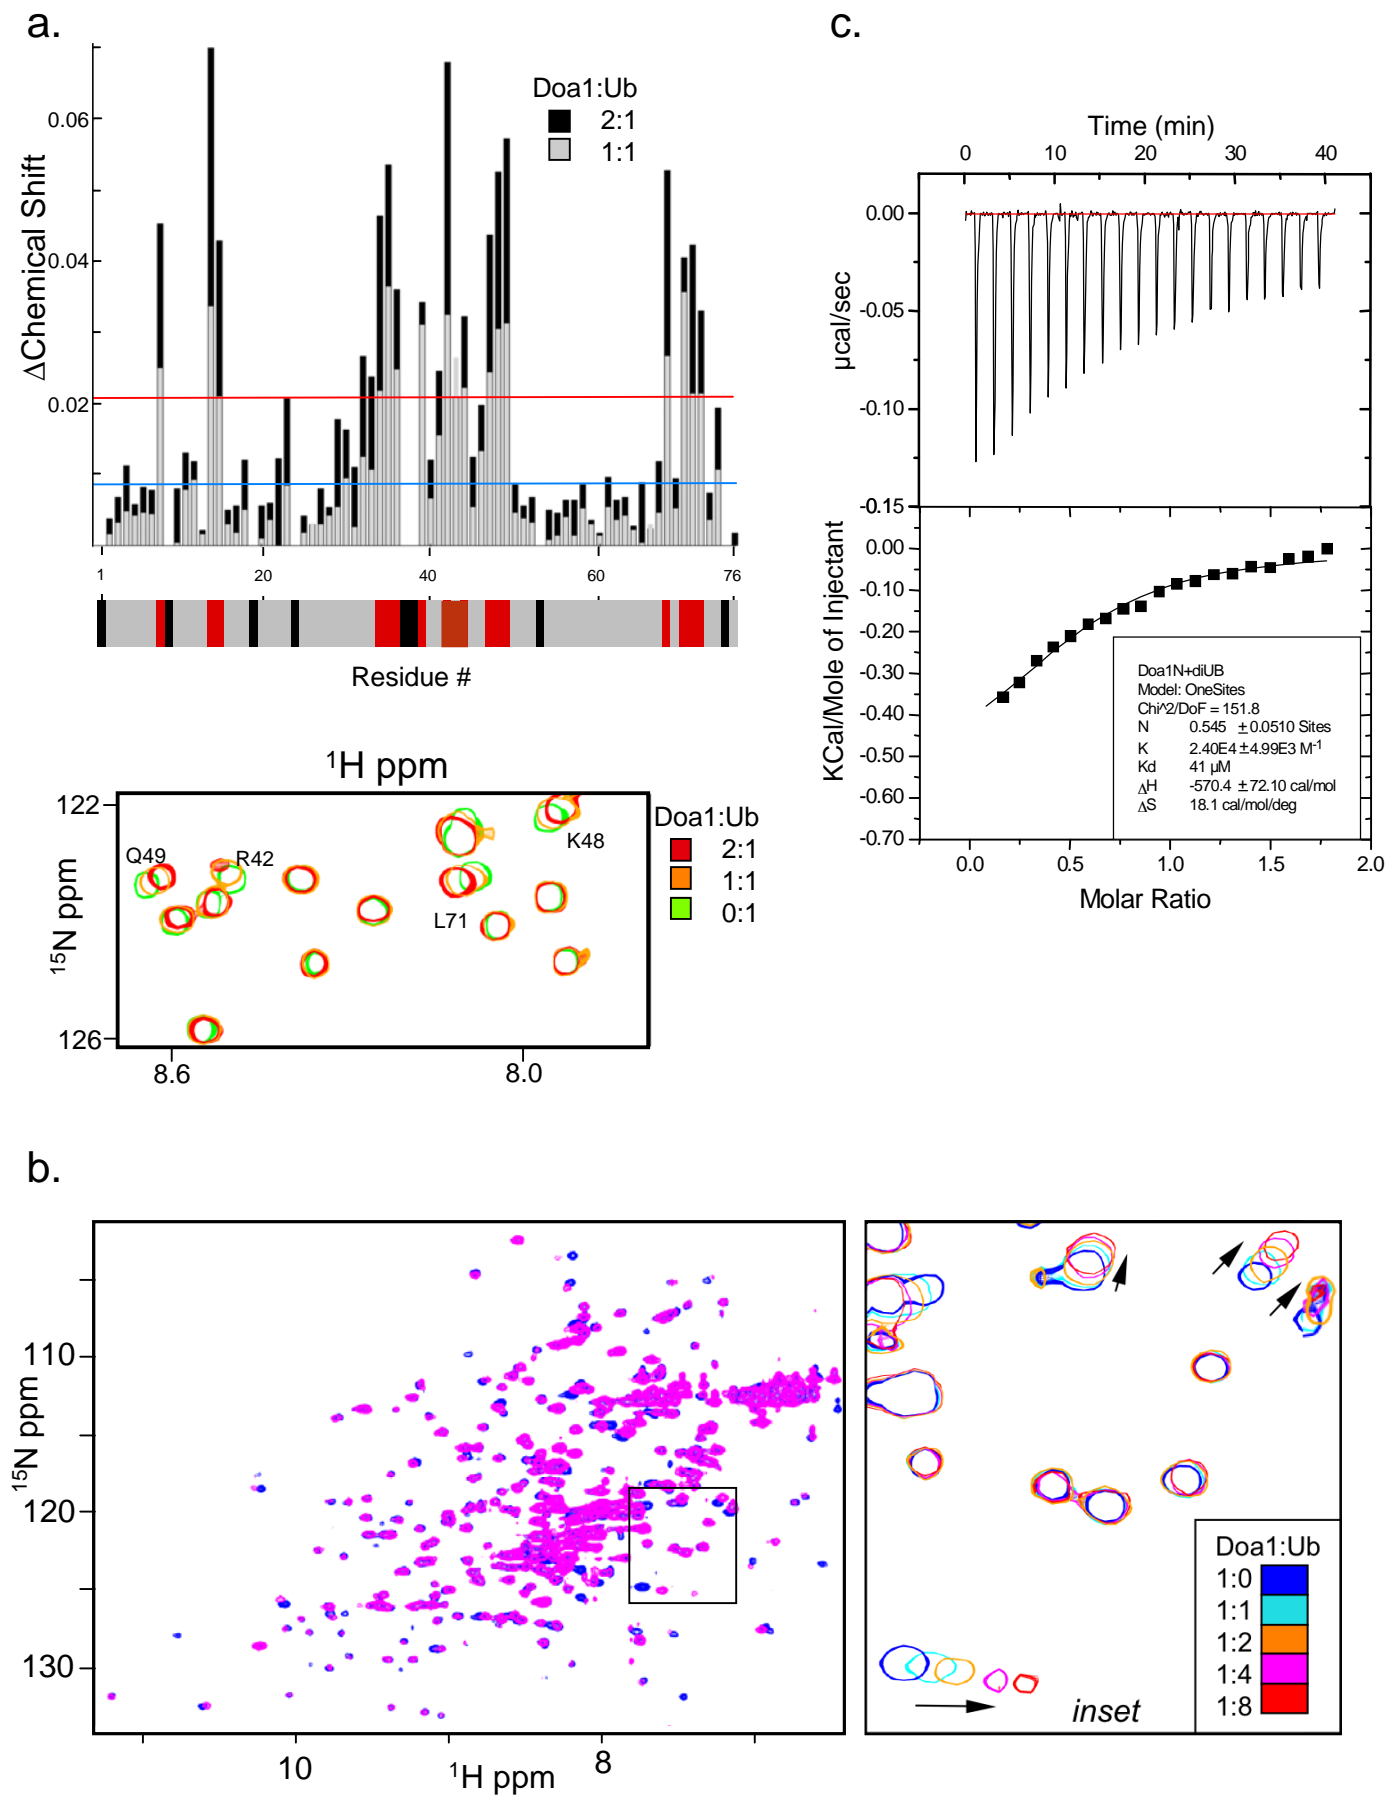 a.
Doa1:Ub
2:1
1:1
ΔChemical Shift
0.06
0.04
0.02
1 20 40 60 76
Residue #
¹H ppm
¹⁵N ppm
122
126
8.6 8.0
Q49
R42
K48
L71
Doa1:Ub
2:1
1:1
0:1
c.
Time (min)
0 10 20 30 40
µcal/sec
0.00
-0.05
-0.10
-0.15
KCal/Mole of Injectant
0.00
-0.10
-0.20
-0.30
-0.40
-0.50
-0.60
-0.70
Doa1N+diUB
Model: OneSites
Chi^2/DoF = 151.8
N 0.545 ±0.0510 Sites
K 2.40E4 ±4.99E3 M⁻¹
Kd 41 µM
ΔH -570.4 ±72.10 cal/mol
ΔS 18.1 cal/mol/deg
0.0 0.5 1.0 1.5 2.0
Molar Ratio
b.
¹⁵N ppm
110
120
130
10 8
¹H ppm
inset
Doa1:Ub
1:0
1:1
1:2
1:4
1:8